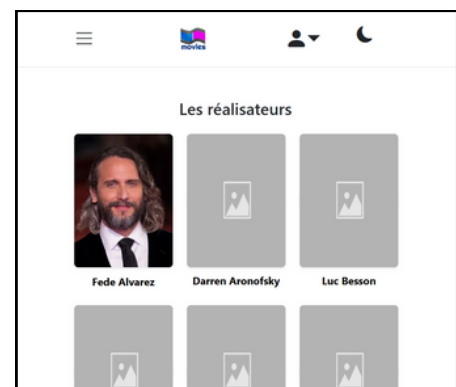 movies
Les réalisateurs
Fede Alvarez
Darren Aronofsky
Luc Besson